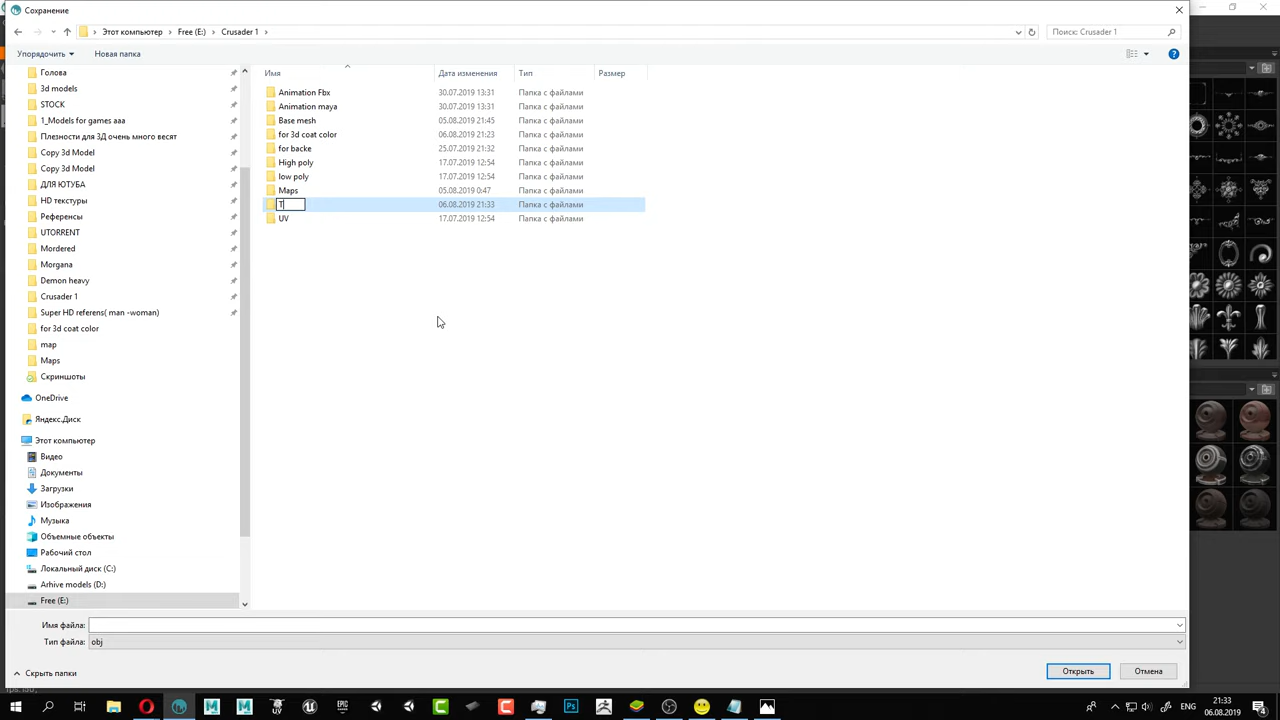 Сохранение
Этот компьютер
Free (E:)
Crusader 1
Поиск: Crusader 1
Упорядочить
Новая папка
Имя
Дата изменения
Тип
Размер
Голова
3d models
STOCK
1_Models for games aaa
Плезности для 3Д очень много весят
Copy 3d Model
Copy 3d Model
ДЛЯ ЮТУБА
HD текстуры
Референсы
UTORRENT
Mordered
Morgana
Demon heavy
Crusader 1
Super HD referens( man -woman)
for 3d coat color
map
Maps
Скриншоты
OneDrive
Яндекс.Диск
Этот компьютер
Видео
Документы
Загрузки
Изображения
Музыка
Объемные объекты
Рабочий стол
Локальный диск (C:)
Arhive models (D:)
Free (E:)
Animation Fbx 30.07.2019 13:31 Папка с файлами
Animation maya 30.07.2019 13:31 Папка с файлами
Base mesh 05.08.2019 21:45 Папка с файлами
for 3d coat color 06.08.2019 21:23 Папка с файлами
for backe 25.07.2019 21:32 Папка с файлами
High poly 17.07.2019 12:54 Папка с файлами
low poly 17.07.2019 12:54 Папка с файлами
Maps 05.08.2019 0:47 Папка с файлами
T 06.08.2019 21:33 Папка с файлами
UV 17.07.2019 12:54 Папка с файлами
Имя файла:
Тип файла: obj
Скрыть папки
Открыть
Отмена
EPIC
Ps
ENG
21:33
06.08.2019
4